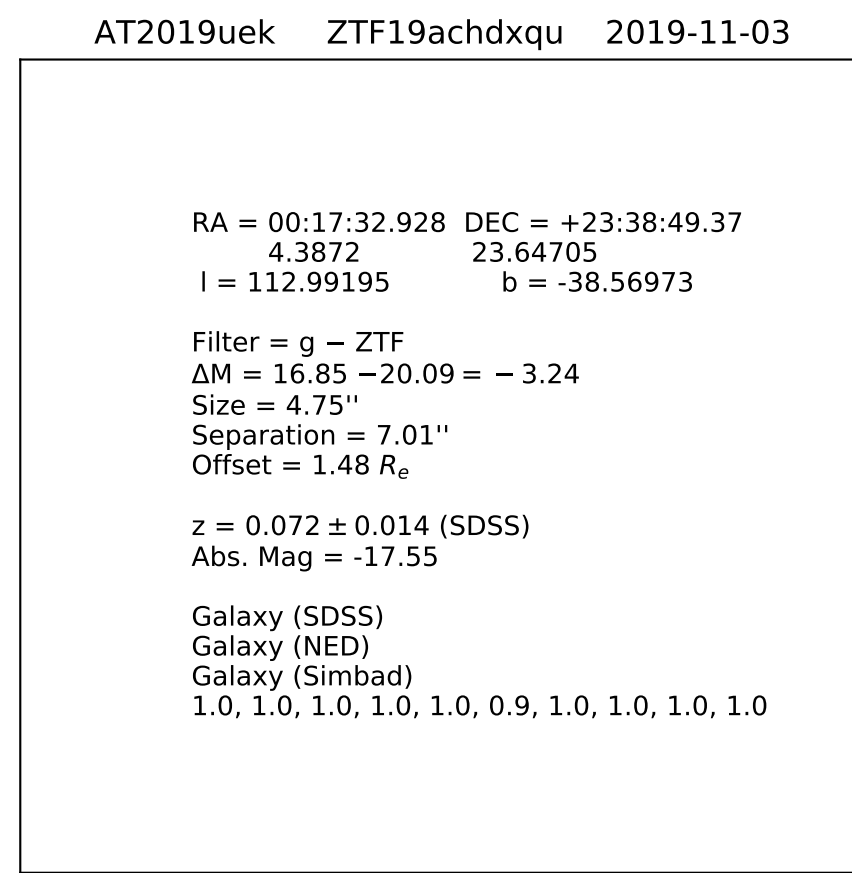 AT2019uek ZTF19achdxqu 2019-11-03
RA = 00:17:32.928 DEC = +23:38:49.37
4.3872 23.64705
l = 112.99195 b = -38.56973
Filter = g − ZTF
ΔM = 16.85 −20.09 = − 3.24
Size = 4.75''
Separation = 7.01''
Offset = 1.48 Rₑ
z = 0.072 ± 0.014 (SDSS)
Abs. Mag = -17.55
Galaxy (SDSS)
Galaxy (NED)
Galaxy (Simbad)
1.0, 1.0, 1.0, 1.0, 1.0, 0.9, 1.0, 1.0, 1.0, 1.0